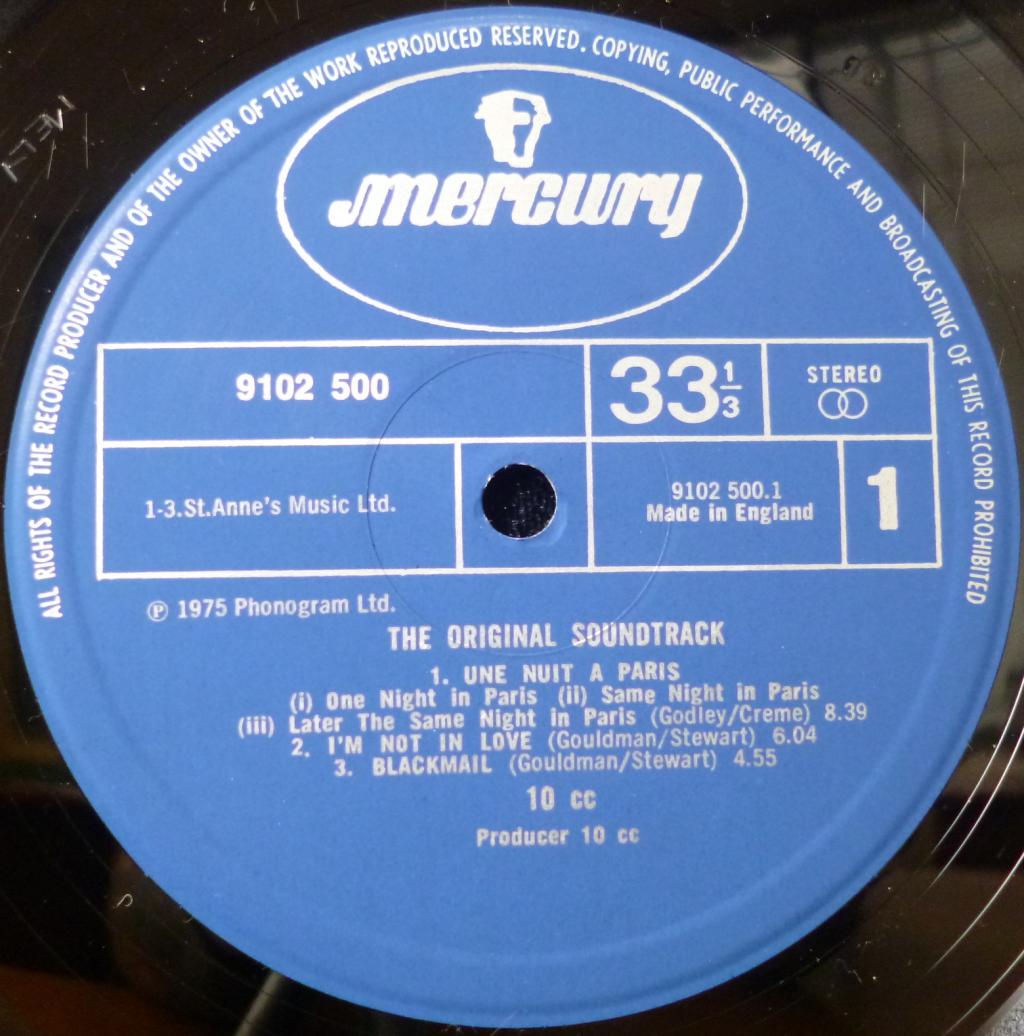 ALL RIGHTS OF THE RECORD PRODUCER AND OF THE OWNER OF THE WORK REPRODUCED RESERVED. COPYING, PUBLIC PERFORMANCE AND BROADCASTING OF THIS RECORD PROHIBITED
mercury
9102 500
33 1/3
STEREO
1-3.St.Anne's Music Ltd.
9102 500.1
Made in England
1
℗ 1975 Phonogram Ltd.
THE ORIGINAL SOUNDTRACK
1. UNE NUIT A PARIS
(i) One Night in Paris (ii) Same Night in Paris
(iii) Later The Same Night in Paris (Godley/Creme) 8.39
2. I'M NOT IN LOVE (Gouldman/Stewart) 6.04
3. BLACKMAIL (Gouldman/Stewart) 4.55
10 cc
Producer 10 cc